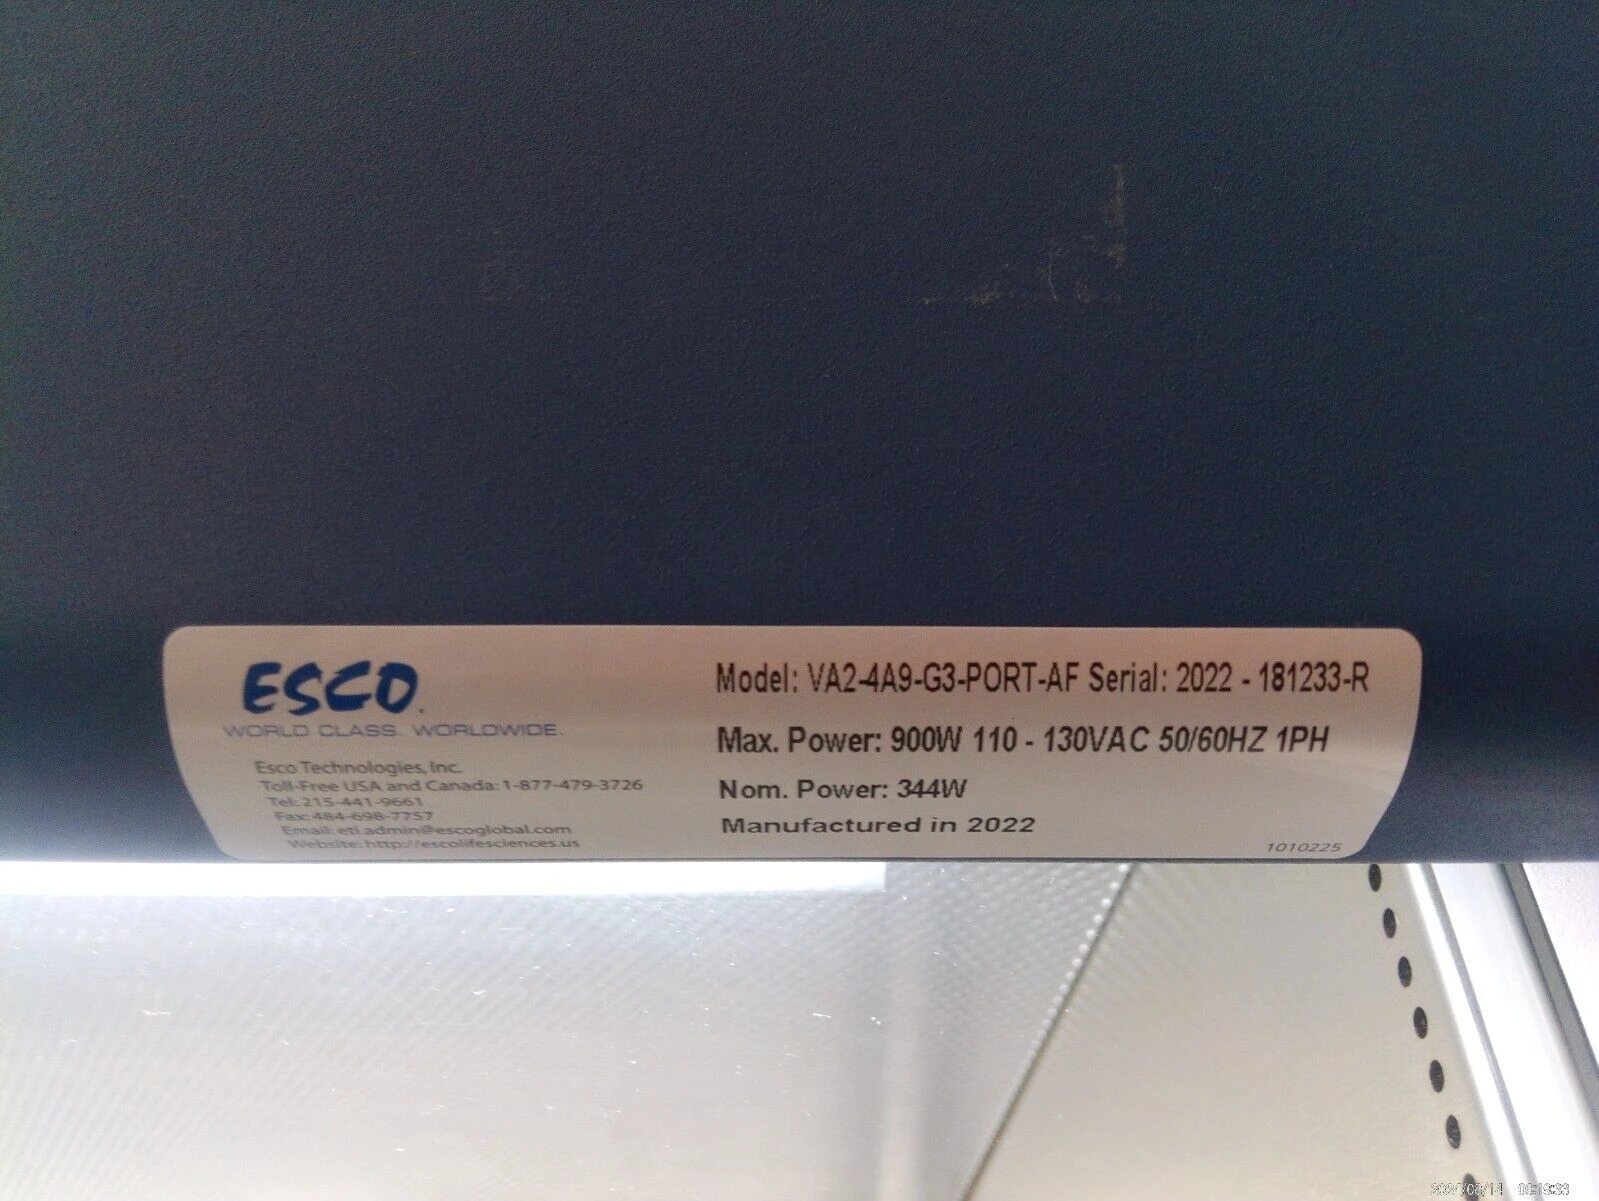 ESCO.
WORLD CLASS. WORLDWIDE.
Esco Technologies, Inc.
Toll-Free USA and Canada: 1-877-479-3726
Tel: 215-441-9661
Fax: 484-698-7757
Email: eti.admin@escoglobal.com
Website: http://escolifesciences.us
Model: VA2-4A9-G3-PORT-AF Serial: 2022 - 181233-R
Max. Power: 900W 110 - 130VAC 50/60HZ 1PH
Nom. Power: 344W
Manufactured in 2022
1010225